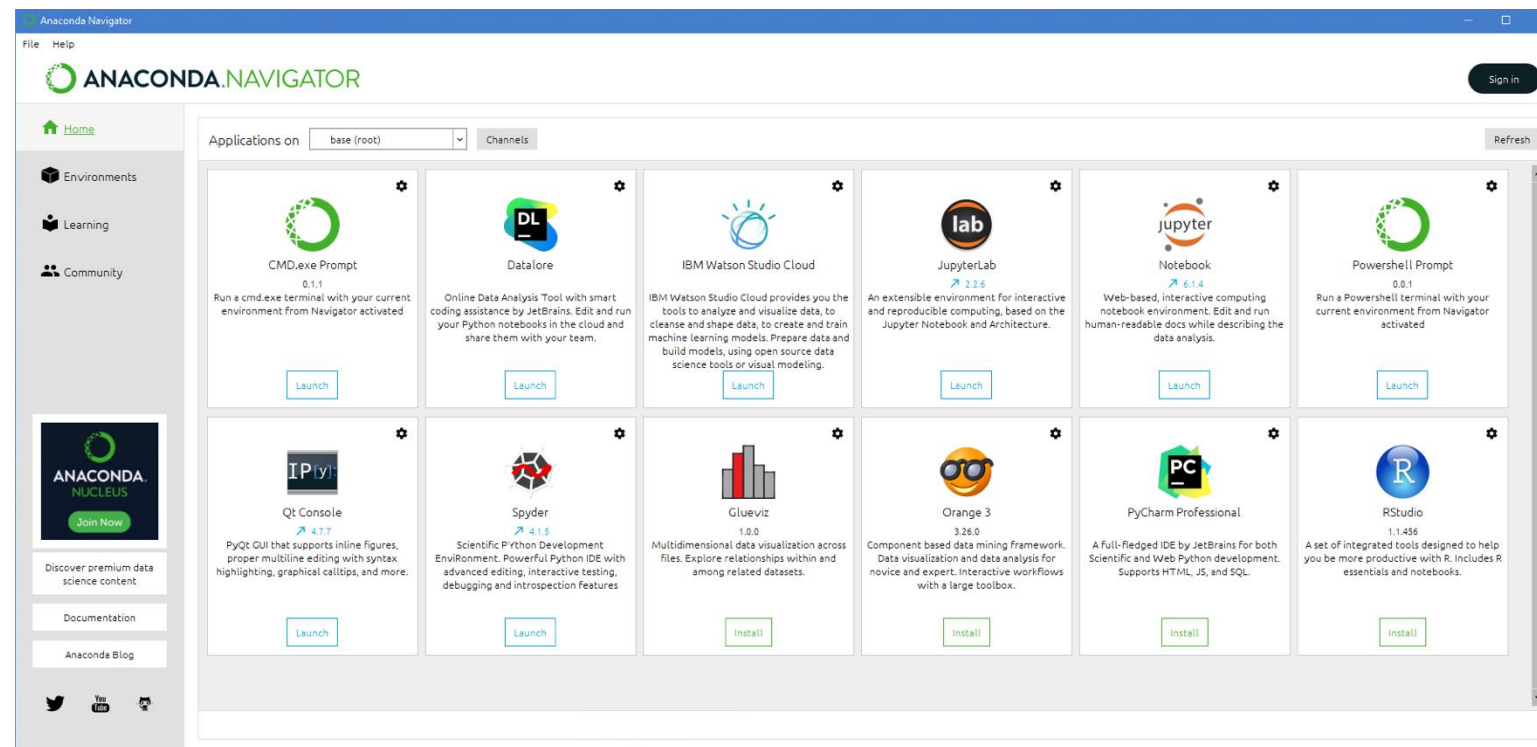 Anaconda Navigator
File Help
ANACONDA.NAVIGATOR
Sign in
Home
Environments
Learning
Community
ANACONDA.
NUCLEUS
Join Now
Discover premium data
science content
Documentation
Anaconda Blog
You
Tube
Applications on base (root) Channels
Refresh
CMD.exe Prompt
0.1.1
Run a cmd.exe terminal with your current
environment from Navigator activated
Launch
DL
Datalore
Online Data Analysis Tool with smart
coding assistance by JetBrains. Edit and run
your Python notebooks in the cloud and
share them with your team.
Launch
IBM Watson Studio Cloud
IBM Watson Studio Cloud provides you the
tools to analyze and visualize data, to
cleanse and shape data, to create and train
machine learning models. Prepare data and
build models, using open source data
science tools or visual modeling.
Launch
lab
JupyterLab
2.2.6
An extensible environment for interactive
and reproducible computing, based on the
Jupyter Notebook and Architecture.
Launch
jupyter
Notebook
6.1.4
Web-based, interactive computing
notebook environment. Edit and run
human-readable docs while describing the
data analysis.
Launch
Powershell Prompt
0.0.1
Run a Powershell terminal with your
current environment from Navigator
activated
Launch
IP[y]:
Qt Console
4.7.7
PyQt GUI that supports inline figures,
proper multiline editing with syntax
highlighting, graphical calltips, and more.
Launch
Spyder
4.1.5
Scientific PYthon Development
EnviRonment. Powerful Python IDE with
advanced editing, interactive testing,
debugging and introspection features
Launch
Glueviz
1.0.0
Multidimensional data visualization across
files. Explore relationships within and
among related datasets.
Install
Orange 3
3.26.0
Component based data mining framework.
Data visualization and data analysis for
novice and expert. Interactive workflows
with a large toolbox.
Install
PC
PyCharm Professional
A full-fledged IDE by JetBrains for both
Scientific and Web Python development.
Supports HTML, JS, and SQL.
Install
R
RStudio
1.1.456
A set of integrated tools designed to help
you be more productive with R. Includes R
essentials and notebooks.
Install